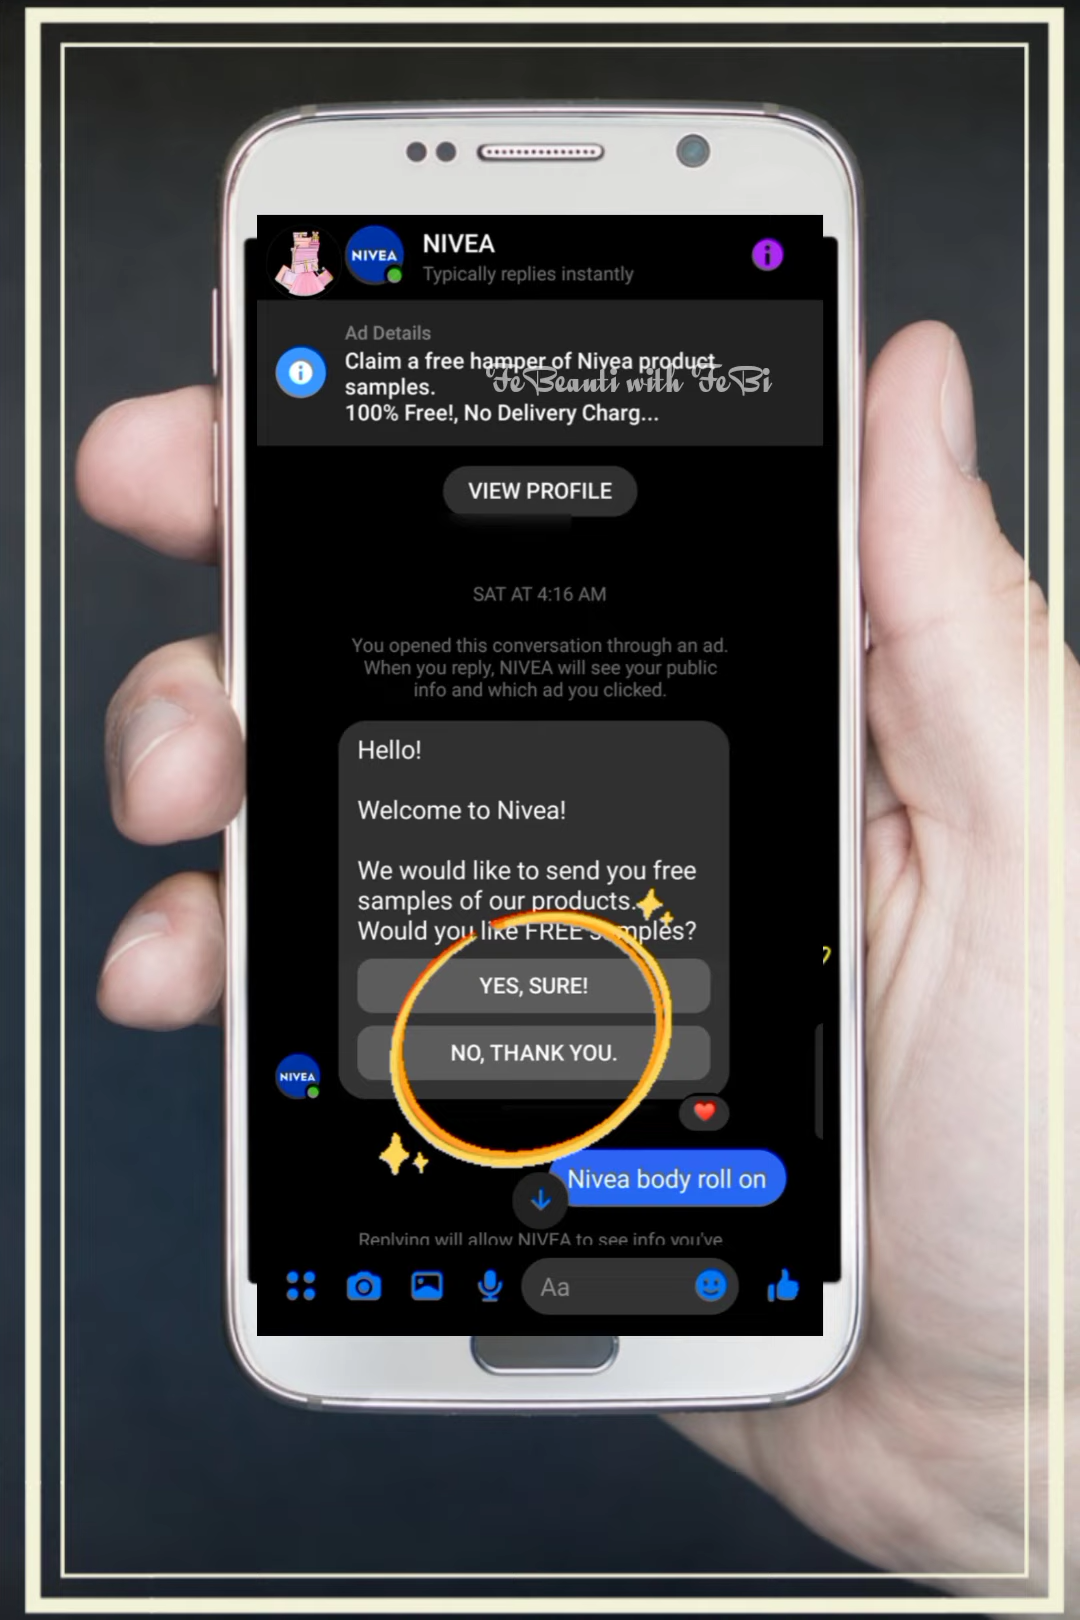 NIVEA
NIVEA
Typically replies instantly
Ad Details
Claim a free hamper of Nivea product
samples.
FeBeauti with FeBi
100% Free!, No Delivery Charg...
VIEW PROFILE
SAT AT 4:16 AM
You opened this conversation through an ad.
When you reply, NIVEA will see your public
info and which ad you clicked.
Hello!
Welcome to Nivea!
We would like to send you free
samples of our products.
Would you like FREE samples?
YES, SURE!
NO, THANK YOU.
NIVEA
Nivea body roll on
Replying will allow NIVEA to see info you've
Aa